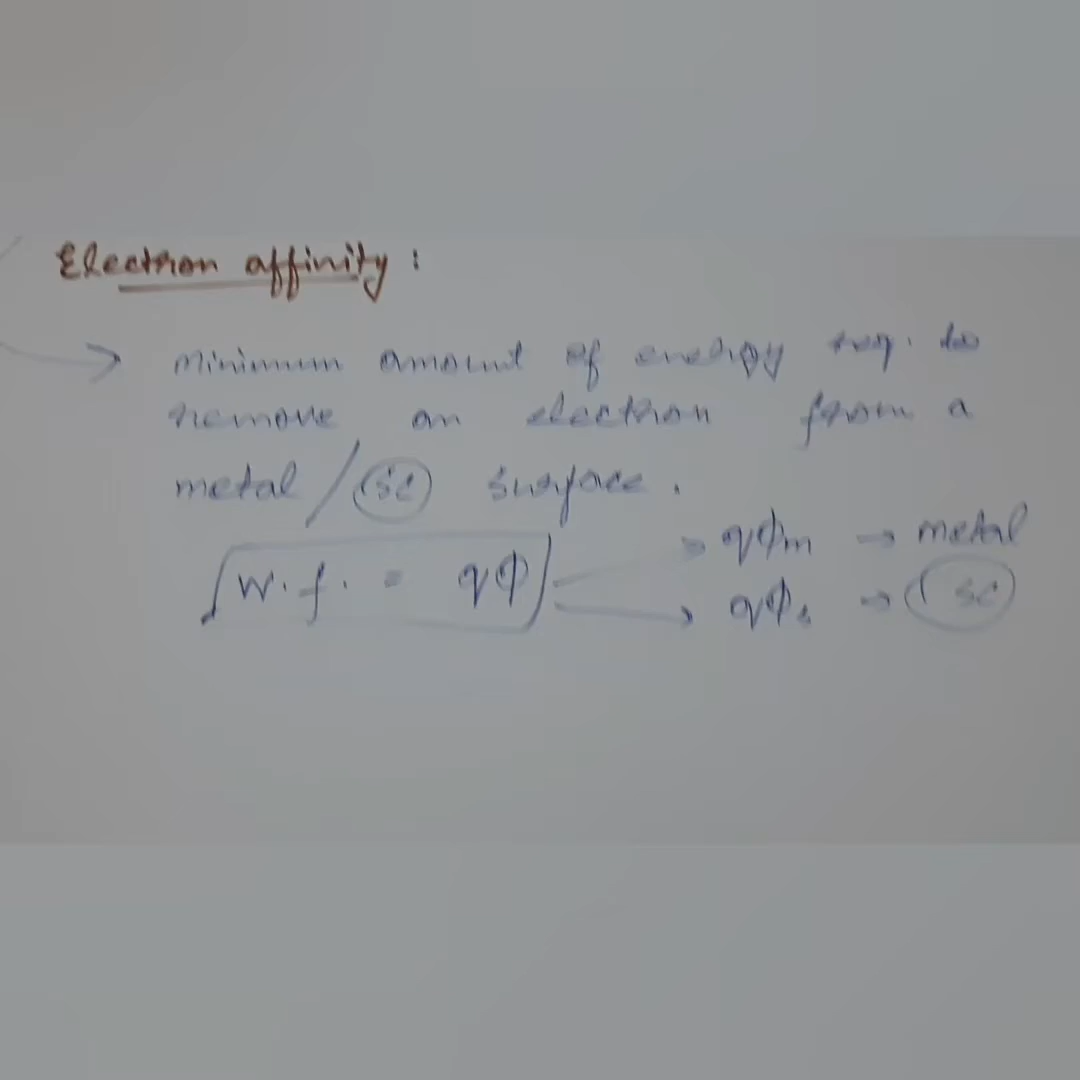 Electron affinity :
→ Minimum amount of energy req. to
remove an electron from a
metal / SC surface.
W.f. = qΦ → qΦm → metal
→ qΦs → SC